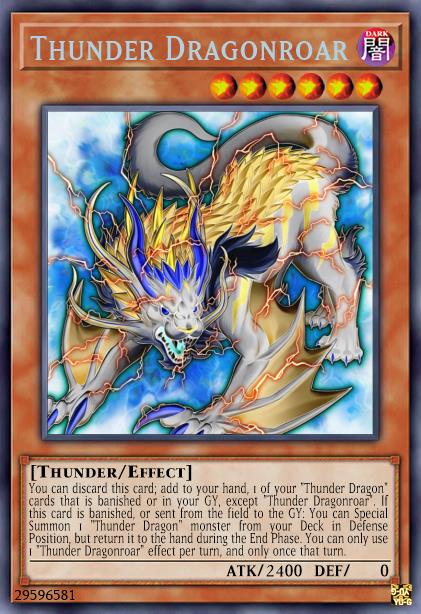 THUNDER DRAGONROAR
DARK
闇
[THUNDER/EFFECT]
You can discard this card; add to your hand, 1 of your "Thunder Dragon"
cards that is banished or in your GY, except "Thunder Dragonroar". If
this card is banished, or sent from the field to the GY: You can Special
Summon 1 "Thunder Dragon" monster from your Deck in Defense
Position, but return it to the hand during the End Phase. You can only use
1 "Thunder Dragonroar" effect per turn, and only once that turn.
ATK/2400 DEF/ 0
29596581